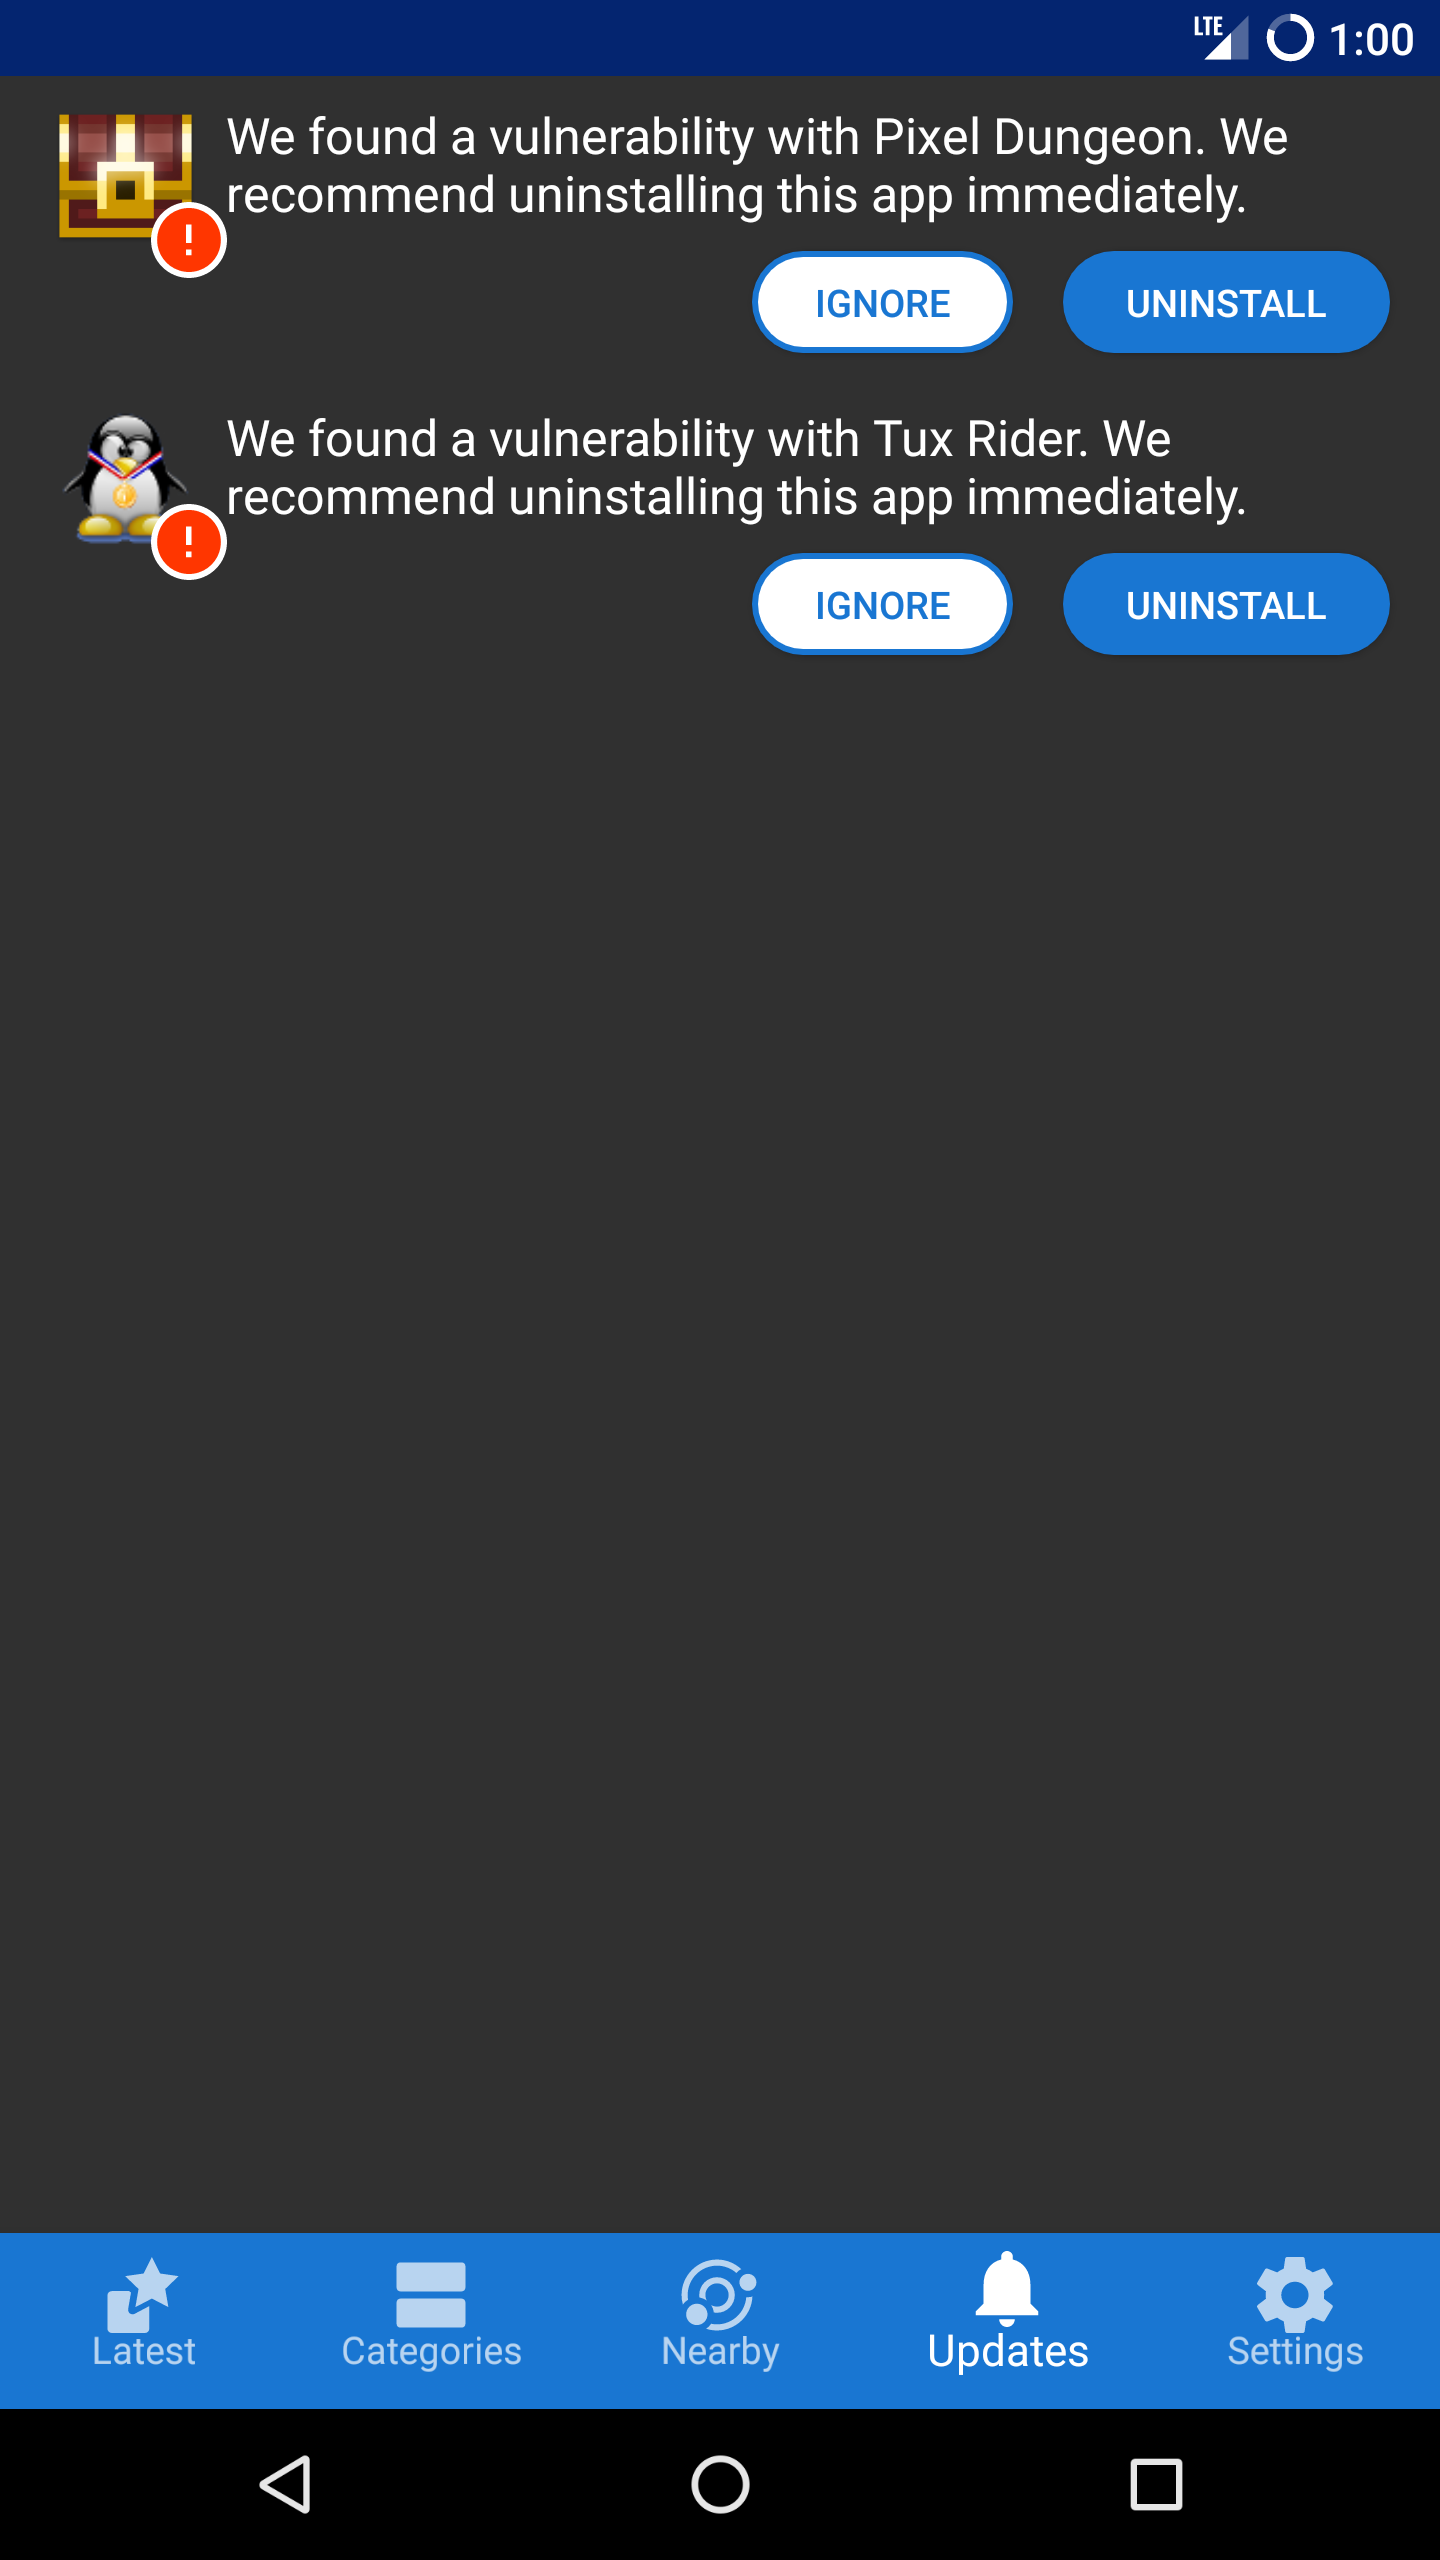 LTE 1:00
We found a vulnerability with Pixel Dungeon. We
recommend uninstalling this app immediately.
IGNORE UNINSTALL
We found a vulnerability with Tux Rider. We
recommend uninstalling this app immediately.
IGNORE UNINSTALL
Latest Categories Nearby Updates Settings